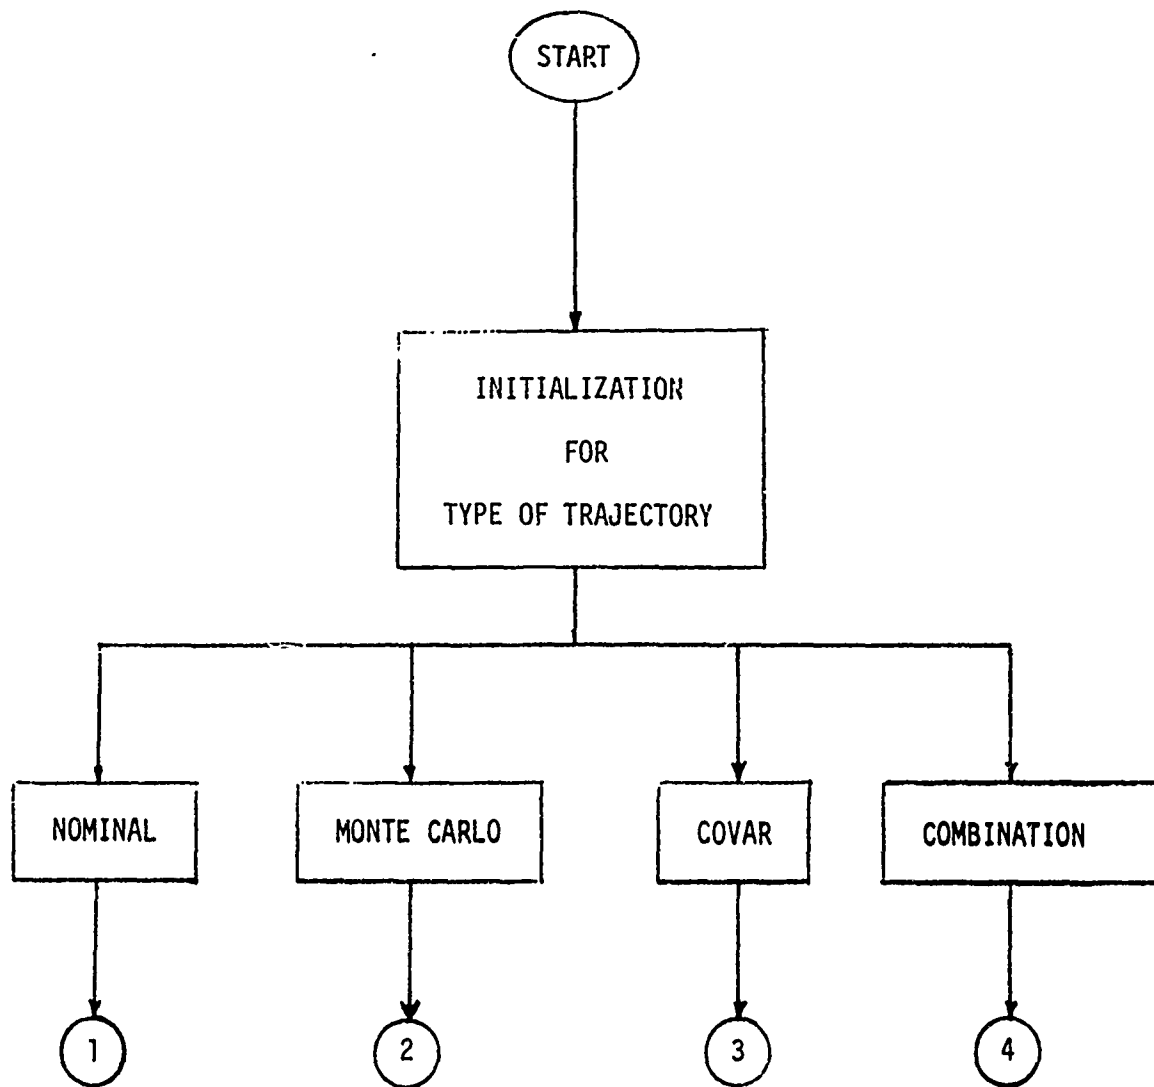 START
INITIALIZATION
FOR
TYPE OF TRAJECTORY
NOMINAL
MONTE CARLO
COVAR
COMBINATION
1
2
3
4